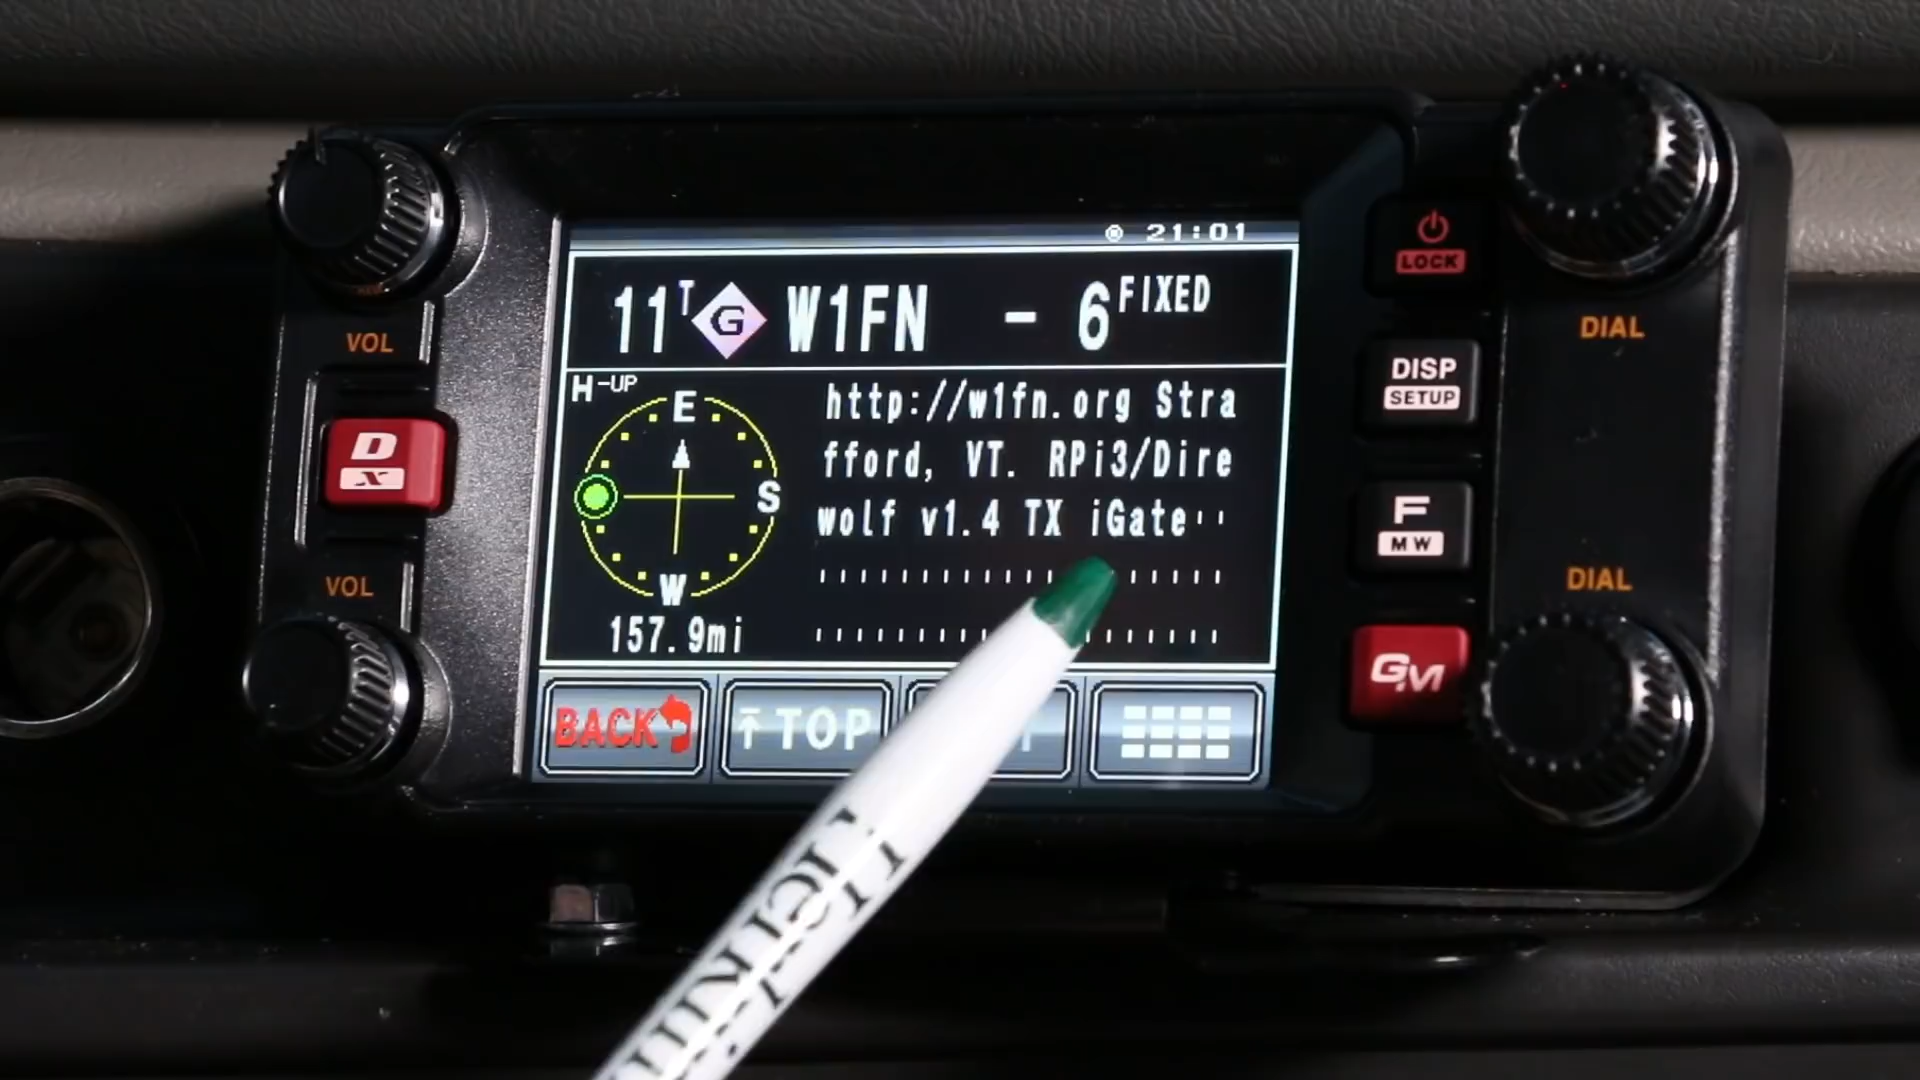 21:01
11 T G W1FN - 6 FIXED
H-UP
E
S
W
157.9mi
http://w1fn.org Stra
fford, VT. RPi3/Dire
wolf v1.4 TX iGate
BACK
TOP
VOL
D
X
VOL
LOCK
DIAL
DISP
SETUP
F
MW
DIAL
GM